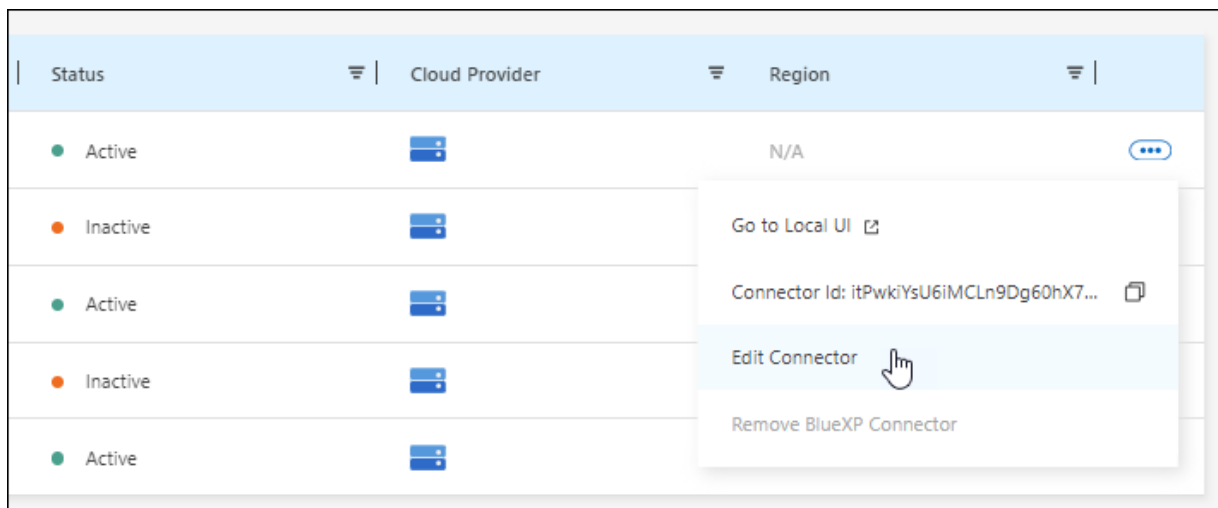 Status Cloud Provider Region
Active N/A
Inactive
Go to Local UI
Connector Id: itPwkiYsU6iMCLn9Dg60hX7...
Active
Edit Connector
Inactive
Remove BlueXP Connector
Active